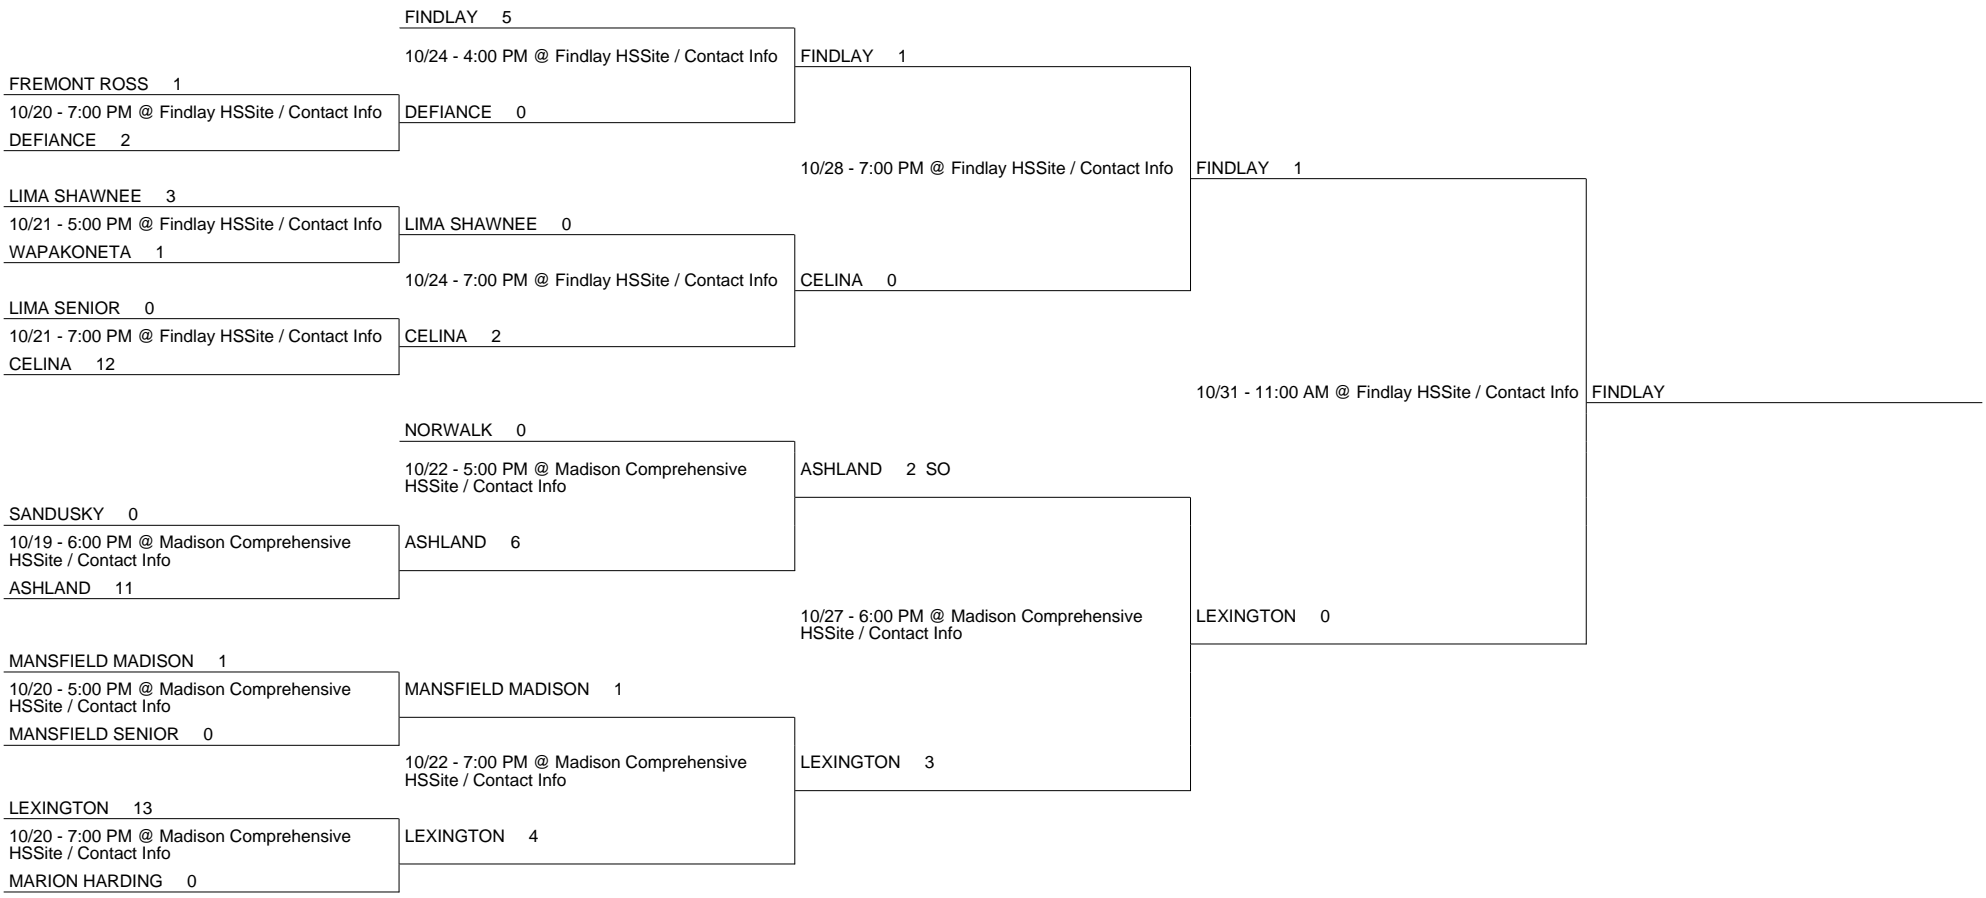 FINDLAY 5
10/24 - 4:00 PM @ Findlay HSSite / Contact Info
FINDLAY 1
FREMONT ROSS 1
10/20 - 7:00 PM @ Findlay HSSite / Contact Info
DEFIANCE 0
DEFIANCE 2
10/28 - 7:00 PM @ Findlay HSSite / Contact Info
FINDLAY 1
LIMA SHAWNEE 3
10/21 - 5:00 PM @ Findlay HSSite / Contact Info
LIMA SHAWNEE 0
WAPAKONETA 1
10/24 - 7:00 PM @ Findlay HSSite / Contact Info
CELINA 0
LIMA SENIOR 0
10/21 - 7:00 PM @ Findlay HSSite / Contact Info
CELINA 2
CELINA 12
10/31 - 11:00 AM @ Findlay HSSite / Contact Info
FINDLAY
NORWALK 0
10/22 - 5:00 PM @ Madison Comprehensive
HSSite / Contact Info
ASHLAND 2 SO
SANDUSKY 0
10/19 - 6:00 PM @ Madison Comprehensive
HSSite / Contact Info
ASHLAND 6
ASHLAND 11
10/27 - 6:00 PM @ Madison Comprehensive
HSSite / Contact Info
LEXINGTON 0
MANSFIELD MADISON 1
10/20 - 5:00 PM @ Madison Comprehensive
HSSite / Contact Info
MANSFIELD MADISON 1
MANSFIELD SENIOR 0
10/22 - 7:00 PM @ Madison Comprehensive
HSSite / Contact Info
LEXINGTON 3
LEXINGTON 13
10/20 - 7:00 PM @ Madison Comprehensive
HSSite / Contact Info
LEXINGTON 4
MARION HARDING 0